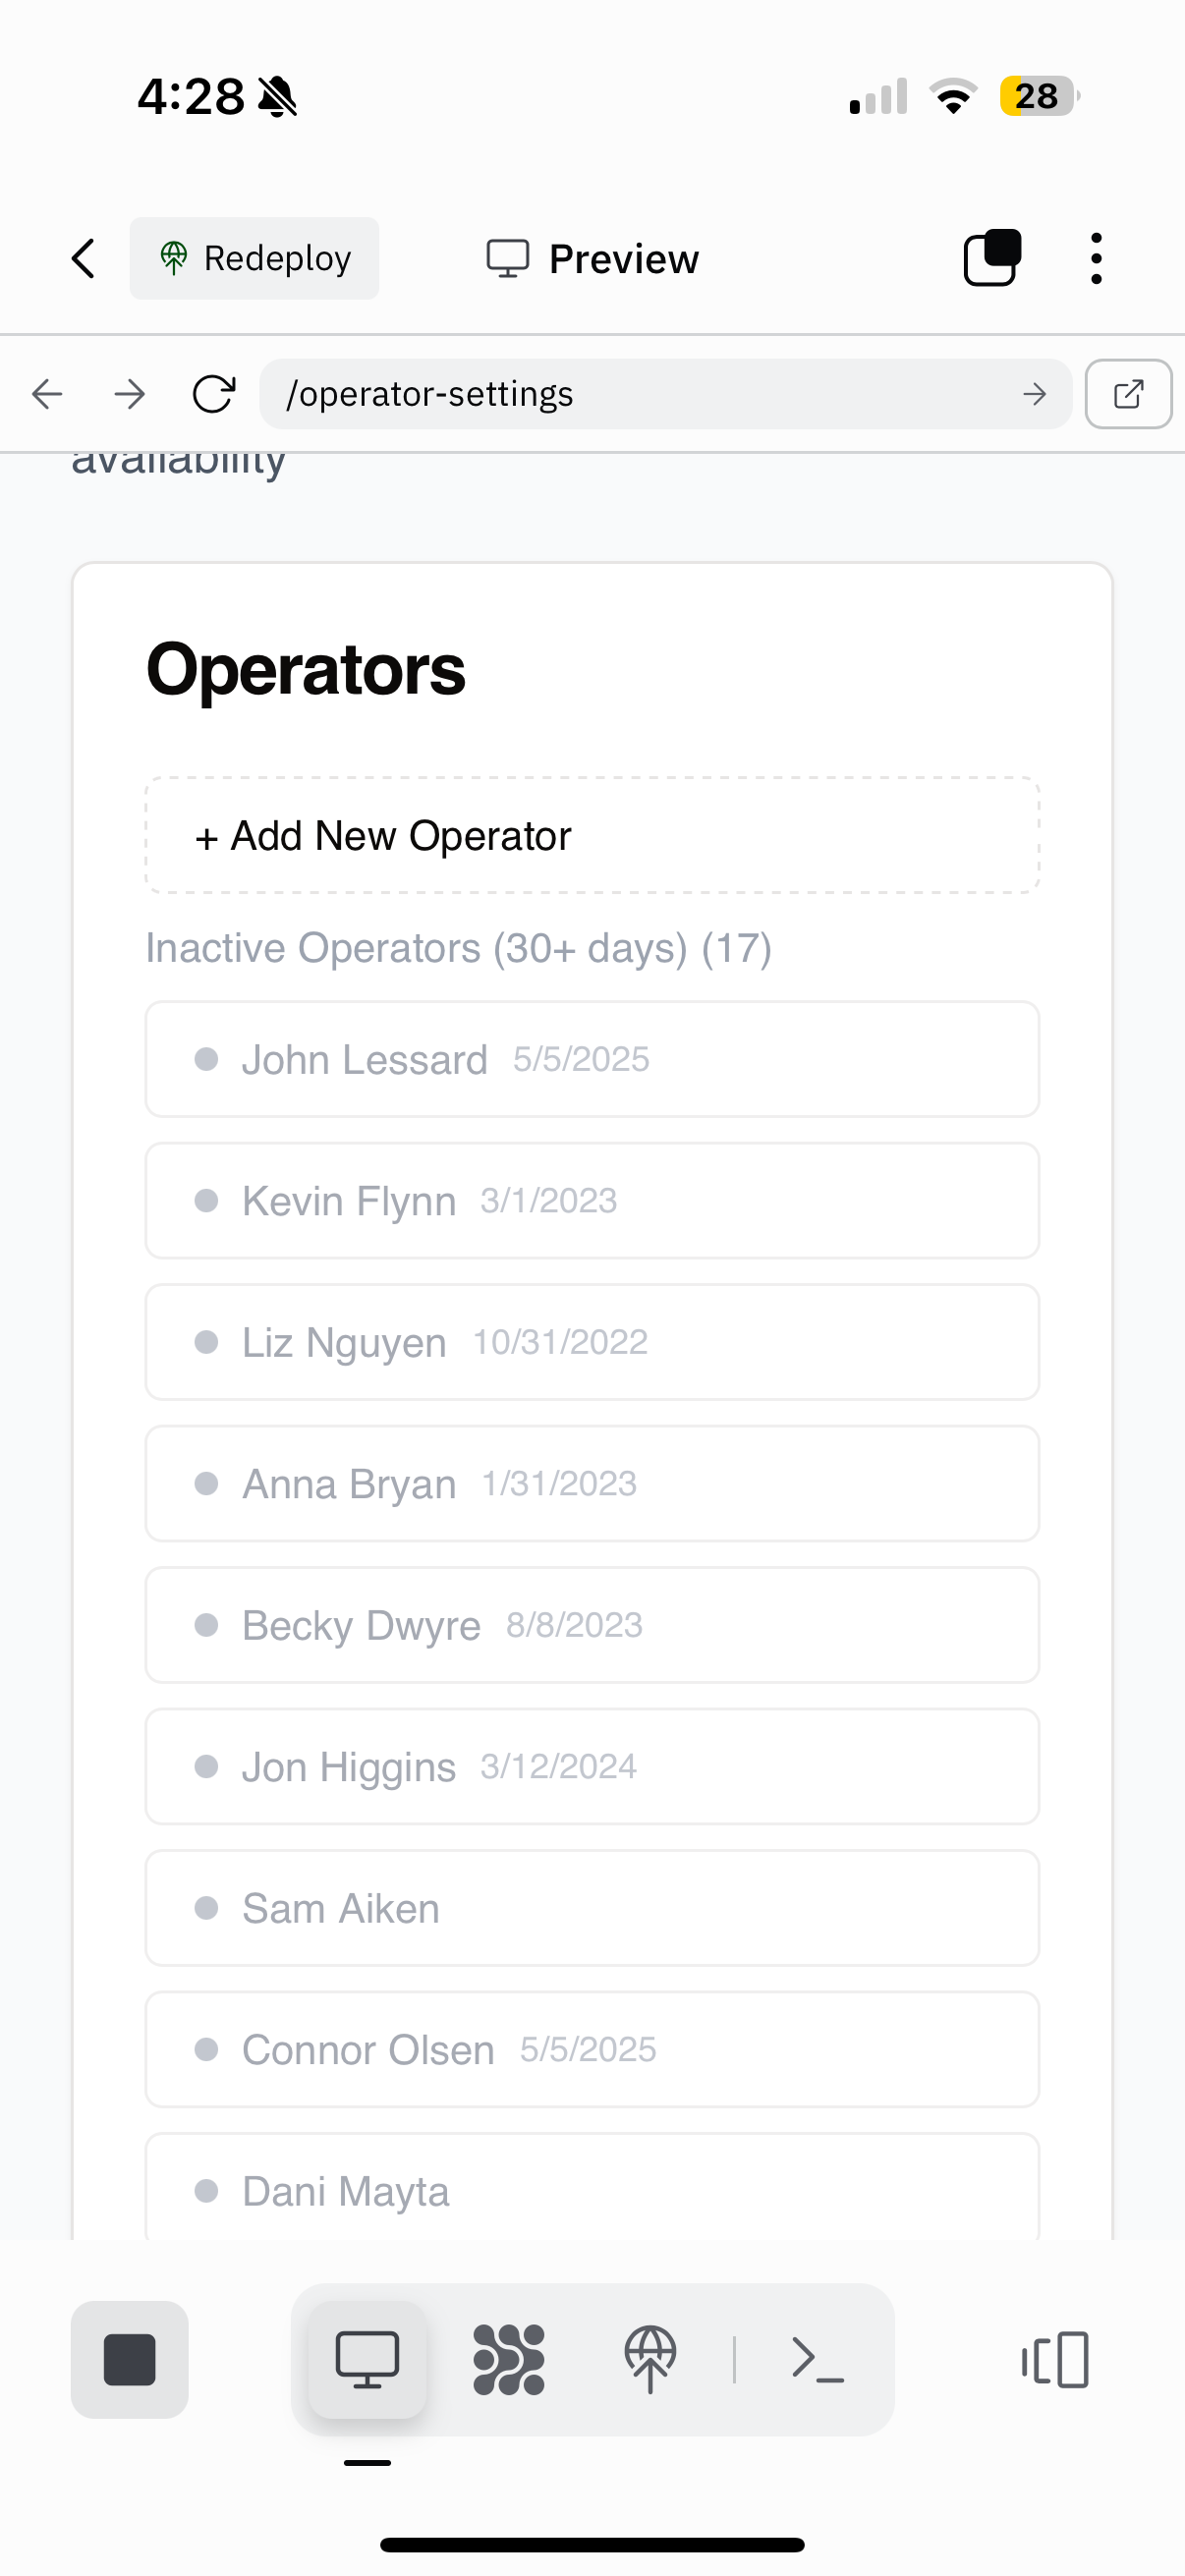 4:28
28
Redeploy
Preview
/operator-settings
availability
Operators
+ Add New Operator
Inactive Operators (30+ days) (17)
John Lessard 5/5/2025
Kevin Flynn 3/1/2023
Liz Nguyen 10/31/2022
Anna Bryan 1/31/2023
Becky Dwyre 8/8/2023
Jon Higgins 3/12/2024
Sam Aiken
Connor Olsen 5/5/2025
Dani Mayta